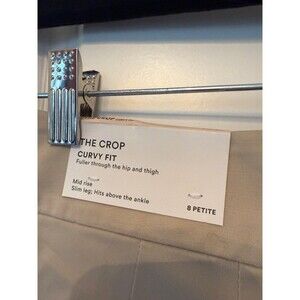 THE CROP
CURVY FIT
Fuller through the hip and thigh
Mid rise
Slim leg; Hits above the ankle
8 PETITE